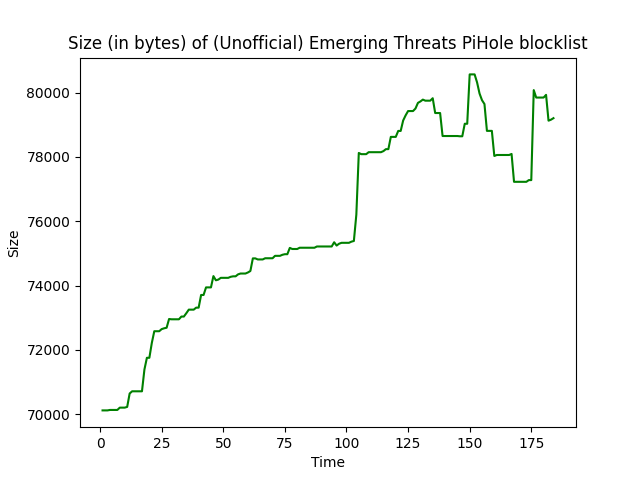 Size (in bytes) of (Unofficial) Emerging Threats PiHole blocklist
80000
78000
76000
74000
72000
70000
Size
0 25 50 75 100 125 150 175
Time